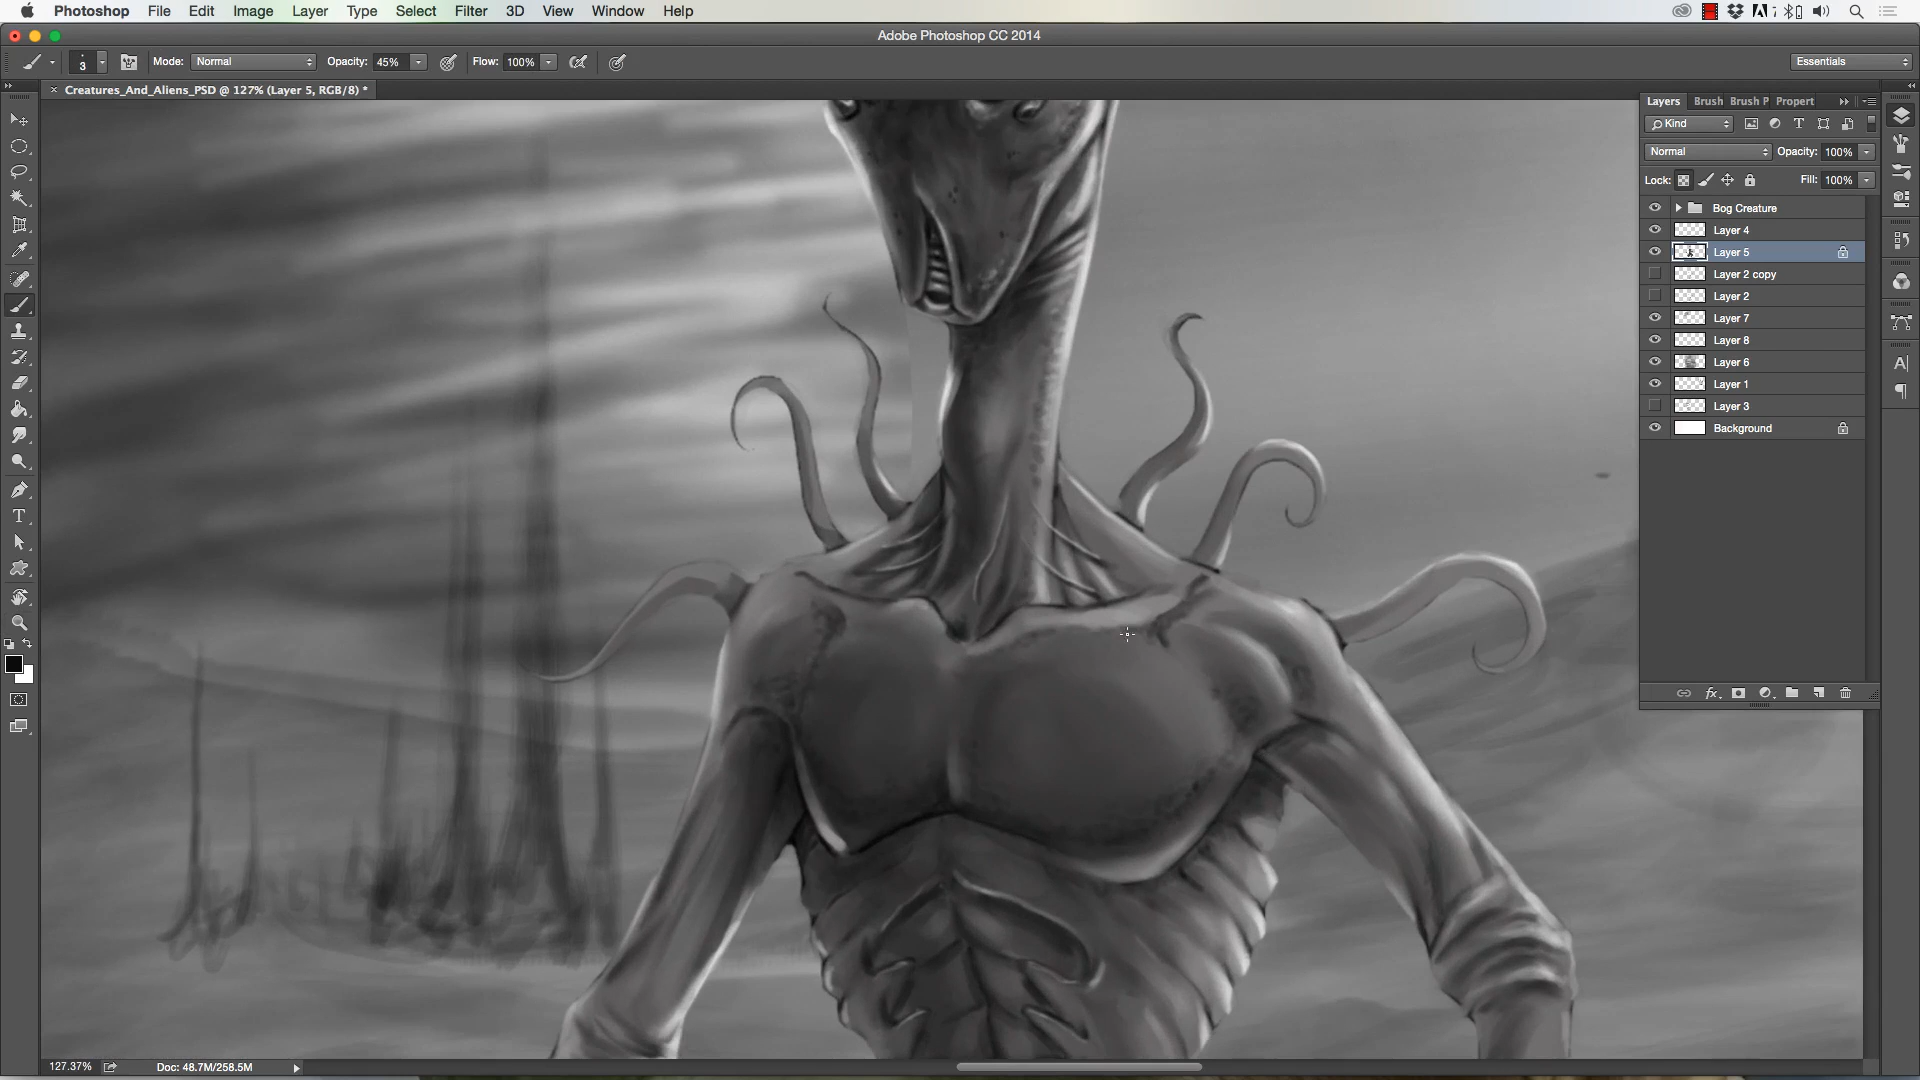 Photoshop File Edit Image Layer Type Select Filter 3D View Window Help
Adobe Photoshop CC 2014
3 Mode: Normal Opacity: 45% Flow: 100% Essentials
× Creatures_And_Aliens_PSD @ 127% (Layer 5, RGB/8) *
Layers Brush Brush P Propert
Kind
Normal Opacity: 100%
Lock: Fill: 100%
Bog Creature
Layer 4
Layer 5
Layer 2 copy
Layer 2
Layer 7
Layer 8
Layer 6
Layer 1
Layer 3
Background
127.37% Doc: 48.7M/258.5M